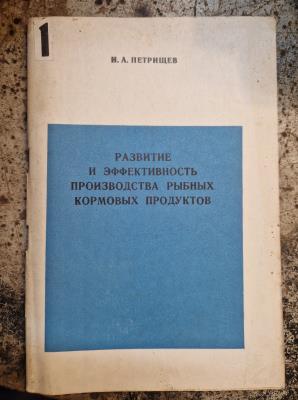 1
И. А. ПЕТРИЩЕВ
РАЗВИТИЕ
И ЭФФЕКТИВНОСТЬ
ПРОИЗВОДСТВА РЫБНЫХ
КОРМОВЫХ ПРОДУКТОВ